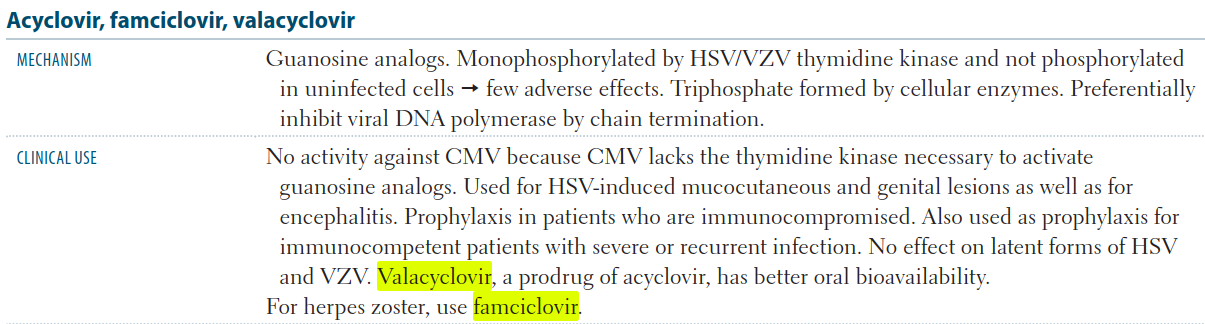 Acyclovir, famciclovir, valacyclovir
MECHANISM
Guanosine analogs. Monophosphorylated by HSV/VZV thymidine kinase and not phosphorylated
in uninfected cells → few adverse effects. Triphosphate formed by cellular enzymes. Preferentially
inhibit viral DNA polymerase by chain termination.
CLINICAL USE
No activity against CMV because CMV lacks the thymidine kinase necessary to activate
guanosine analogs. Used for HSV-induced mucocutaneous and genital lesions as well as for
encephalitis. Prophylaxis in patients who are immunocompromised. Also used as prophylaxis for
immunocompetent patients with severe or recurrent infection. No effect on latent forms of HSV
and VZV. Valacyclovir, a prodrug of acyclovir, has better oral bioavailability.
For herpes zoster, use famciclovir.